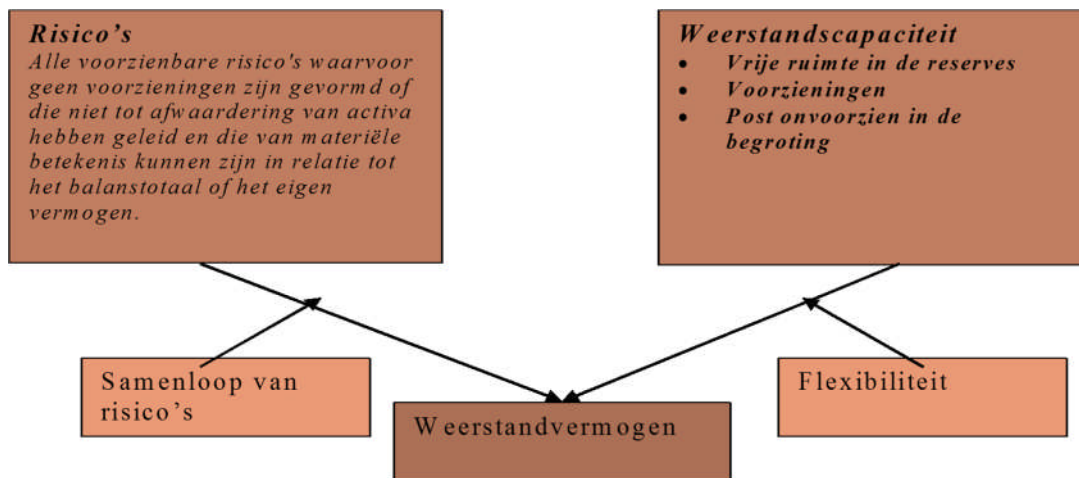 Risico’s
Alle voorzienbare risico's waarvoor
geen voorzieningen zijn gevormd of
die niet tot afwaardering van activa
hebben geleid en die van materiële
betekenis kunnen zijn in relatie tot
het balanstotaal of het eigen
vermogen.
Weerstandscapaciteit
• Vrije ruimte in de reserves
• Voorzieningen
• Post onvoorzien in de
begroting
Samenloop van
risico’s
Flexibiliteit
Weerstandvermogen